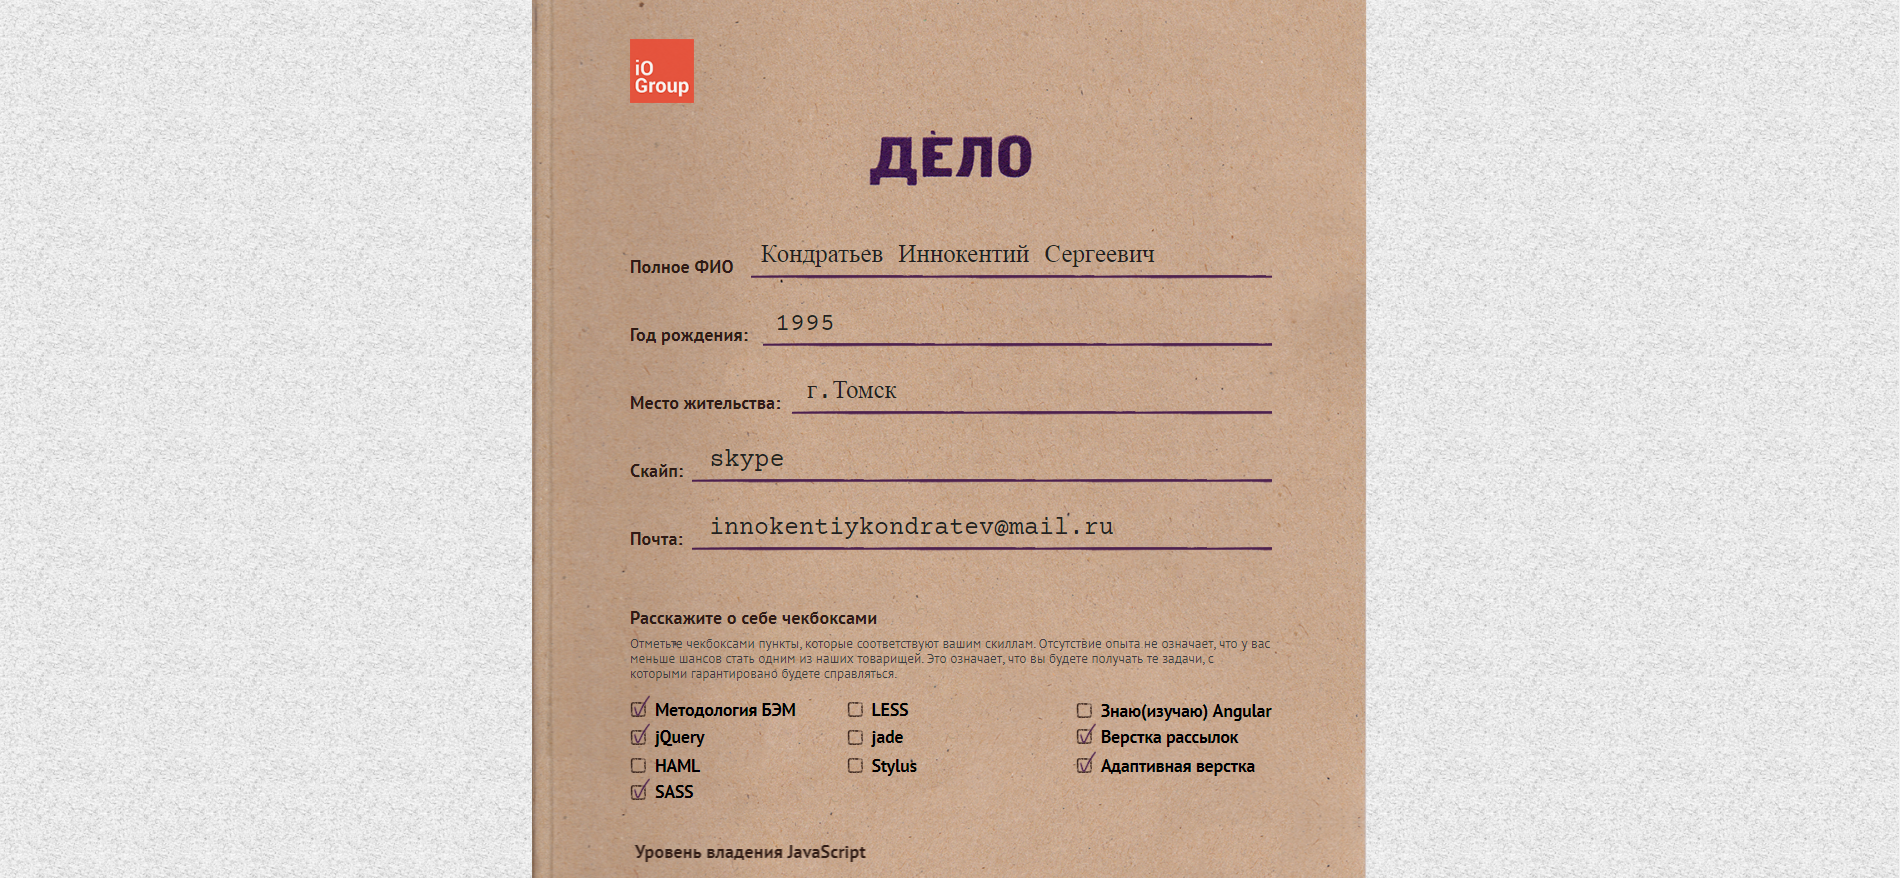 iO
Group
ДЕЛО
Полное ФИО Кондратьев Иннокентий Сергеевич
Год рождения: 1995
Место жительства: г.Томск
Скайп: skype
Почта: innokentiykondratev@mail.ru
Расскажите о себе чекбоксами
Отметьте чекбоксами пункты, которые соответствуют вашим скиллам. Отсутствие опыта не означает, что у вас
меньше шансов стать одним из наших товарищей. Это означает, что вы будете получать те задачи, с
которыми гарантировано будете справляться.
Методология БЭМ LESS Знаю(изучаю) Angular
jQuery jade Верстка рассылок
HAML Stylus Адаптивная верстка
SASS
Уровень владения JavaScript